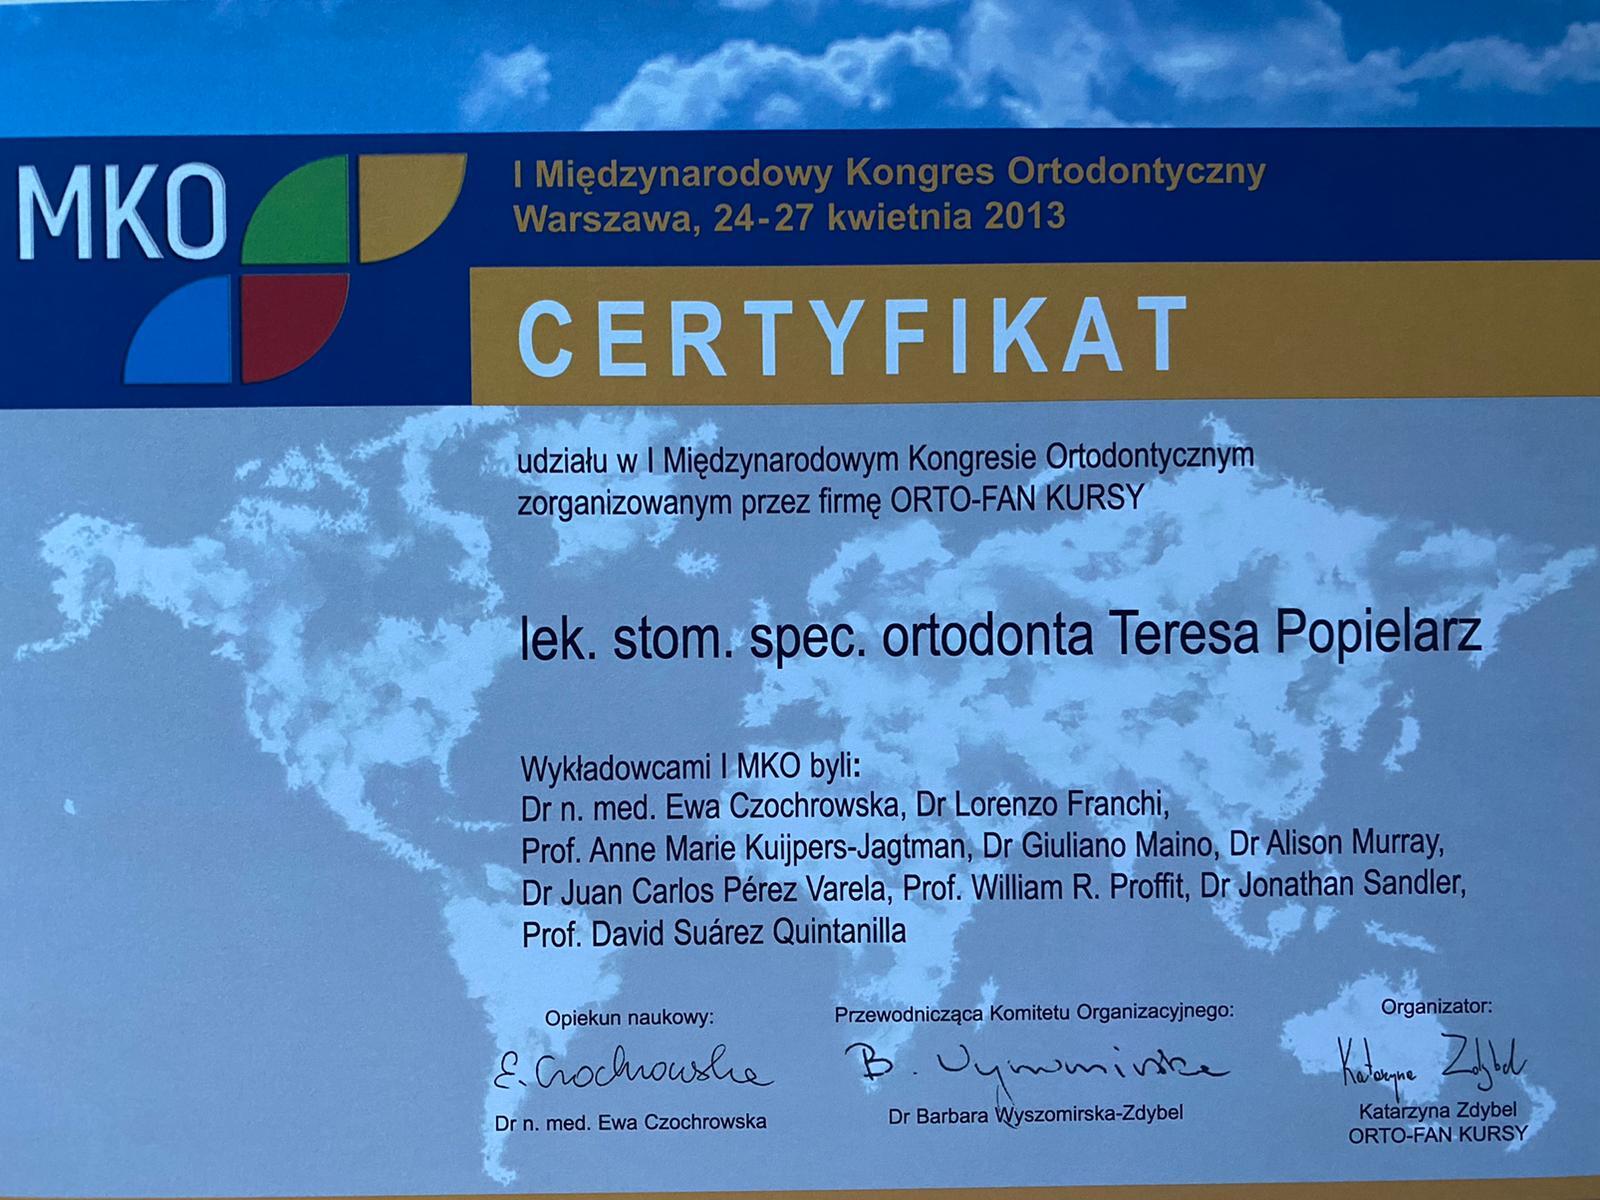 MKO
I Międzynarodowy Kongres Ortodontyczny
Warszawa, 24-27 kwietnia 2013
CERTYFIKAT
udziału w I Międzynarodowym Kongresie Ortodontycznym
zorganizowanym przez firmę ORTO-FAN KURSY
lek. stom. spec. ortodonta Teresa Popielarz
Wykładowcami I MKO byli:
Dr n. med. Ewa Czochrowska, Dr Lorenzo Franchi,
Prof. Anne Marie Kuijpers-Jagtman, Dr Giuliano Maino, Dr Alison Murray,
Dr Juan Carlos Pérez Varela, Prof. William R. Proffit, Dr Jonathan Sandler,
Prof. David Suárez Quintanilla
Opiekun naukowy:
E. Czochrowska
Dr n. med. Ewa Czochrowska
Przewodnicząca Komitetu Organizacyjnego:
B. Wyszomirska
Dr Barbara Wyszomirska-Zdybel
Organizator:
Katarzyna Zdybel
Katarzyna Zdybel
ORTO-FAN KURSY